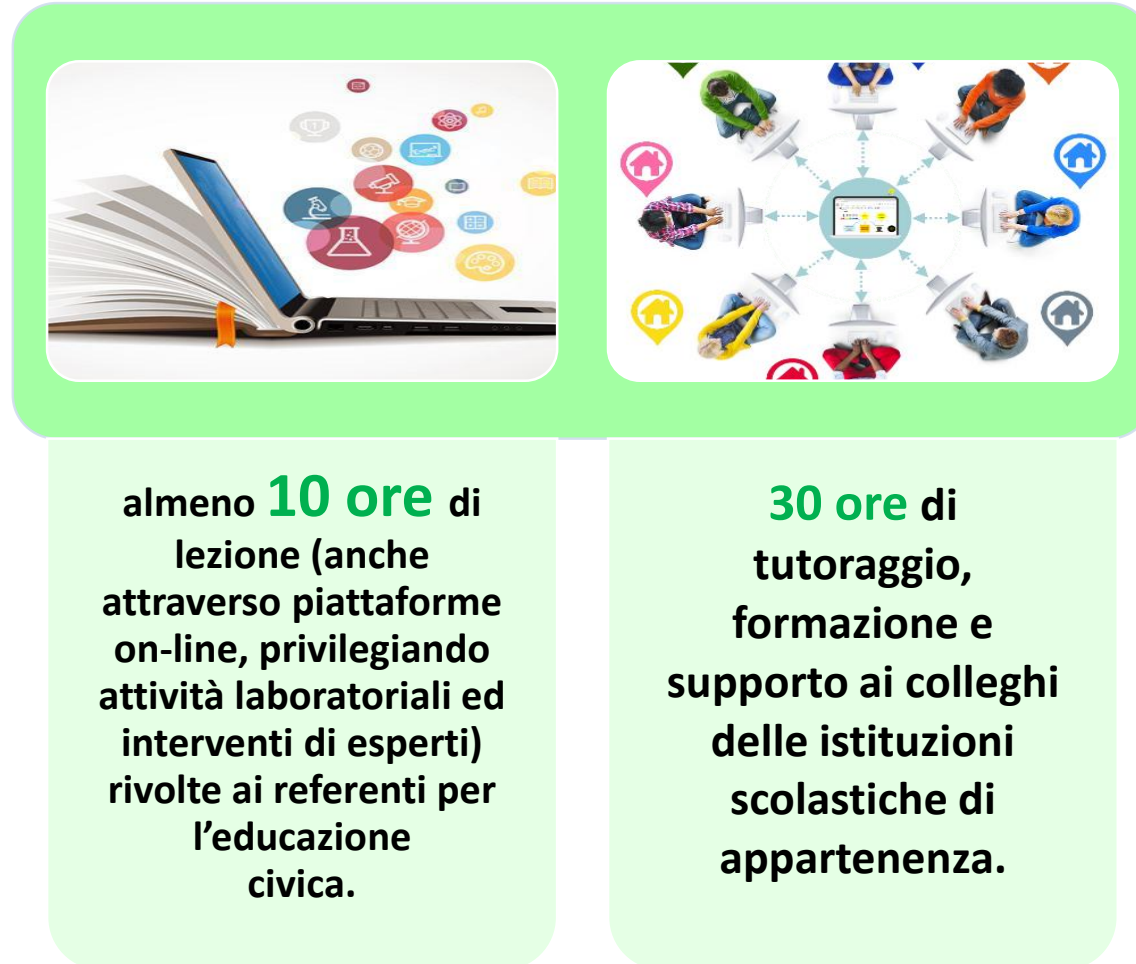 almeno 10 ore di
lezione (anche
attraverso piattaforme
on-line, privilegiando
attività laboratoriali ed
interventi di esperti)
rivolte ai referenti per
l’educazione
civica.
30 ore di
tutoraggio,
formazione e
supporto ai colleghi
delle istituzioni
scolastiche di
appartenenza.